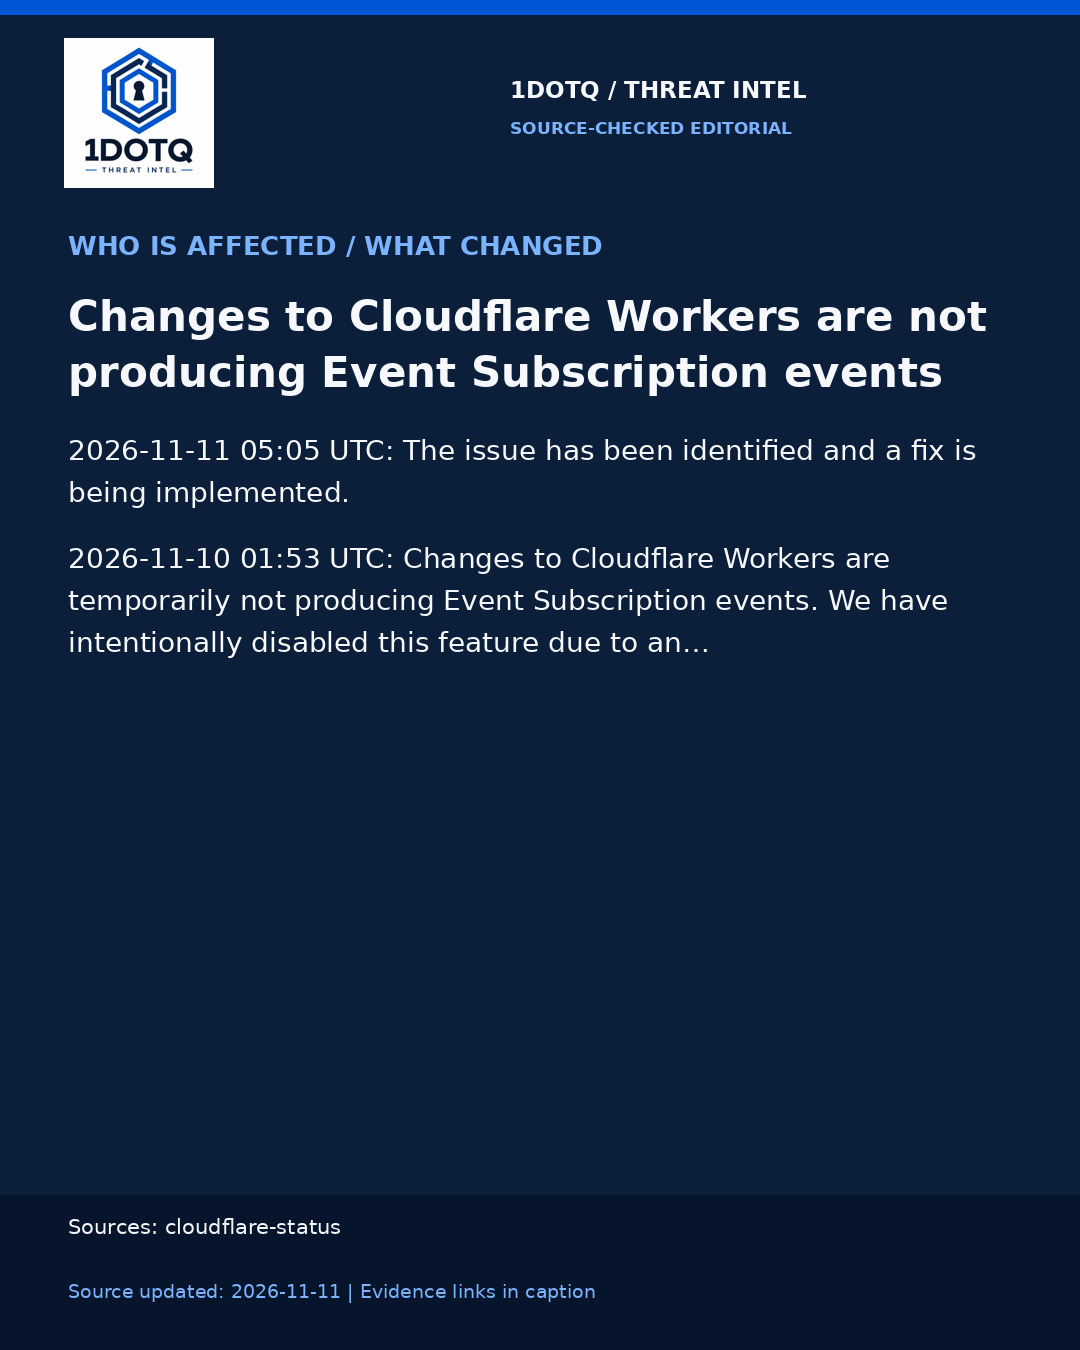 1DOTQ
THREAT INTEL
1DOTQ / THREAT INTEL
SOURCE-CHECKED EDITORIAL
WHO IS AFFECTED / WHAT CHANGED
Changes to Cloudflare Workers are not
producing Event Subscription events
2026-11-11 05:05 UTC: The issue has been identified and a fix is
being implemented.
2026-11-10 01:53 UTC: Changes to Cloudflare Workers are
temporarily not producing Event Subscription events. We have
intentionally disabled this feature due to an...
Sources: cloudflare-status
Source updated: 2026-11-11 | Evidence links in caption